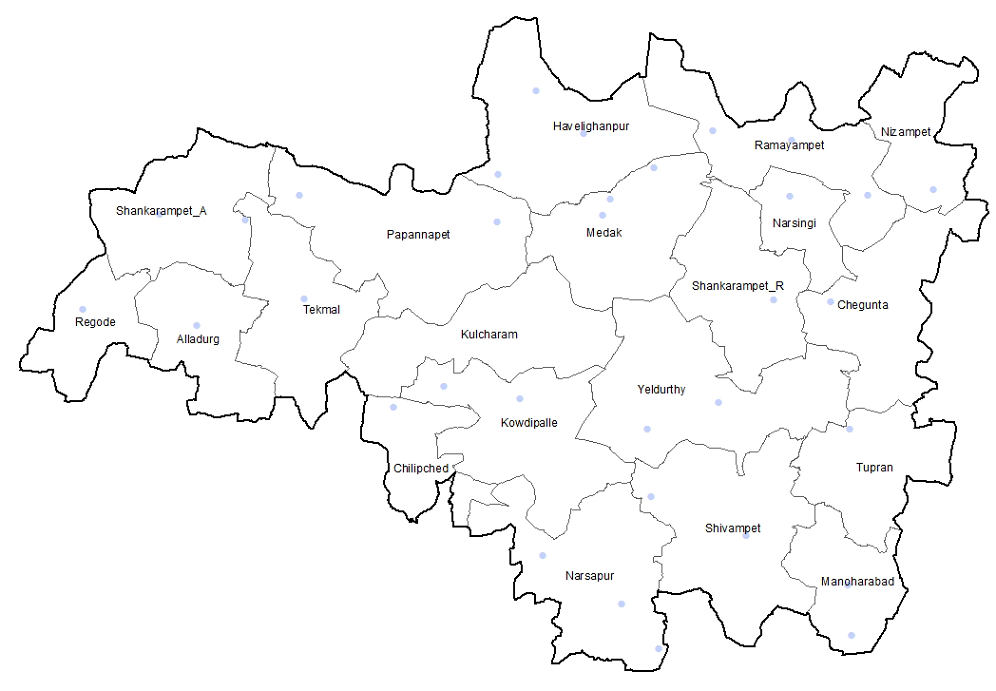 Havelighanpur
Nizampet
Ramayampet
Shankarampet_A
Narsingi
Papannapet
Medak
Shankarampet_R
Chegunta
Tekmal
Regode
Alladurg
Kulcharam
Yeldurthy
Kowdipalle
Chilipched
Tupran
Shivampet
Narsapur
Manoharabad